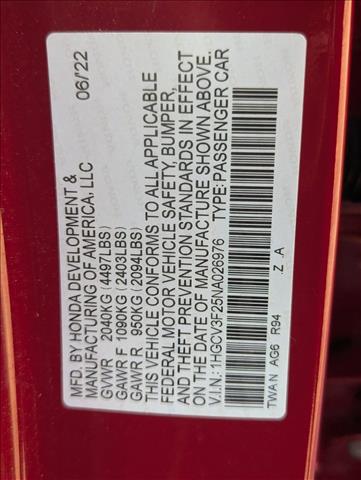 MFD. BY HONDA DEVELOPMENT & 06/22
MANUFACTURING OF AMERICA, LLC
GVWR 2040KG (4497LBS)
GAWR F 1090KG (2403LBS)
GAWR R 950KG (2094LBS)
THIS VEHICLE CONFORMS TO ALL APPLICABLE
FEDERAL MOTOR VEHICLE SAFETY, BUMPER,
AND THEFT PREVENTION STANDARDS IN EFFECT
ON THE DATE OF MANUFACTURE SHOWN ABOVE.
V.I.N.: 1HGCV3F25NA026976 TYPE: PASSENGER CAR
TWAN AG6 R94 .Z .A